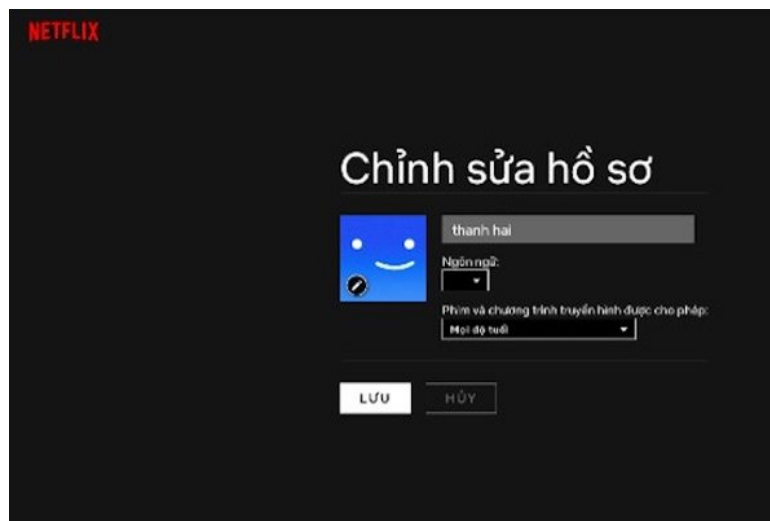 NETFLIX
Chỉnh sửa hồ sơ
thanh hai
Ngôn ngữ:
Phim và chương trình truyền hình được cho phép:
Mọi độ tuổi
LƯU HỦY